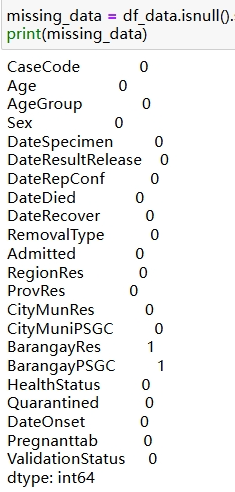 missing_data = df_data.isnull().
print(missing_data)
CaseCode 0
Age 0
AgeGroup 0
Sex 0
DateSpecimen 0
DateResultRelease 0
DateRepConf 0
DateDied 0
DateRecover 0
RemovalType 0
Admitted 0
RegionRes 0
ProvRes 0
CityMunRes 0
CityMuniPSGC 0
BarangayRes 1
BarangayPSGC 1
HealthStatus 0
Quarantined 0
DateOnset 0
Pregnanttab 0
ValidationStatus 0
dtype: int64